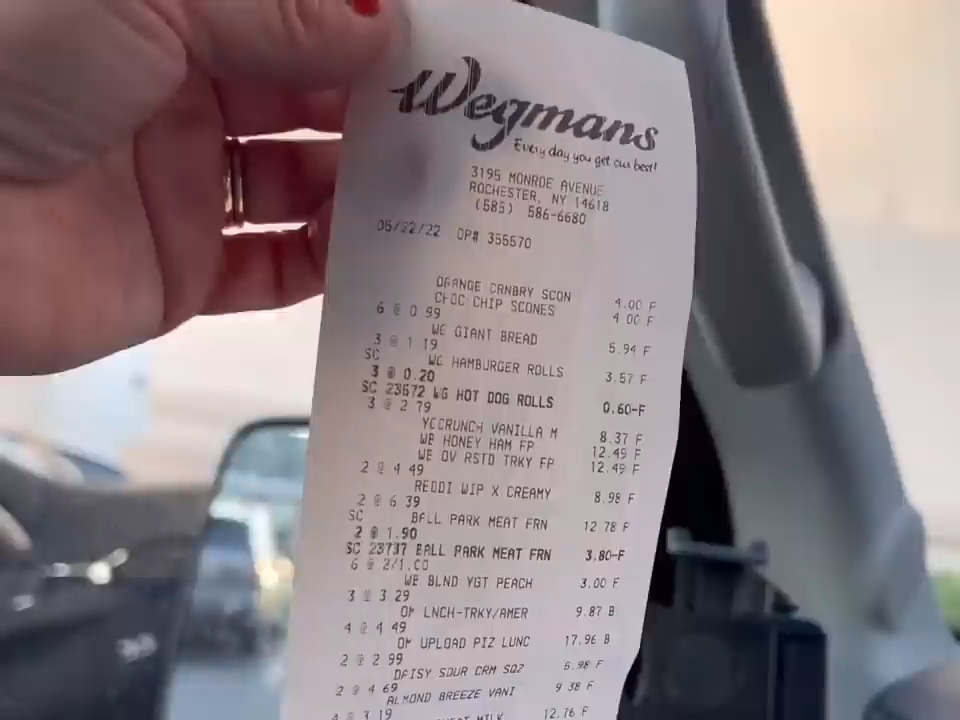 Wegmans
Every day you get our best!
3195 MONROE AVENUE
ROCHESTER, NY 14618
(585) 586-6680
05/22/22 OP# 355570
ORANGE CRNBRY SCON 4.00 F
CHOC CHIP SCONES 4.00 F
6 @ 0.99
WE GIANT BREAD 5.94 F
3 @ 1.19
SC WG HAMBURGER ROLLS 3.57 F
3 @ 0.20
SC 23672 WG HOT DOG ROLLS 0.60-F
3 @ 2.79
YCCRUNCH VANILLA M 8.37 F
WE HONEY HAM FP 12.49 F
WE OV RSTD TRKY FP 12.49 F
2 @ 4.49
REDDI WIP X CREAMY 8.98 F
2 @ 6.39
SC BALL PARK MEAT FRN 12.78 F
2 @ 1.90
SC 23737 BALL PARK MEAT FRN 3.80-F
6 @ 2/1.00
WE BLND YGT PEACH 3.00 F
3 @ 3.29
OM LNCH-TRKY/AMER 9.87 B
4 @ 4.49
OM UPLOAD PIZ LUNC 17.96 B
2 @ 2.99
DAISY SOUR CRM SQZ 5.98 F
2 @ 4.69
ALMOND BREEZE VANI 9.38 F
4 @ 3.19
MILK 12.76 F